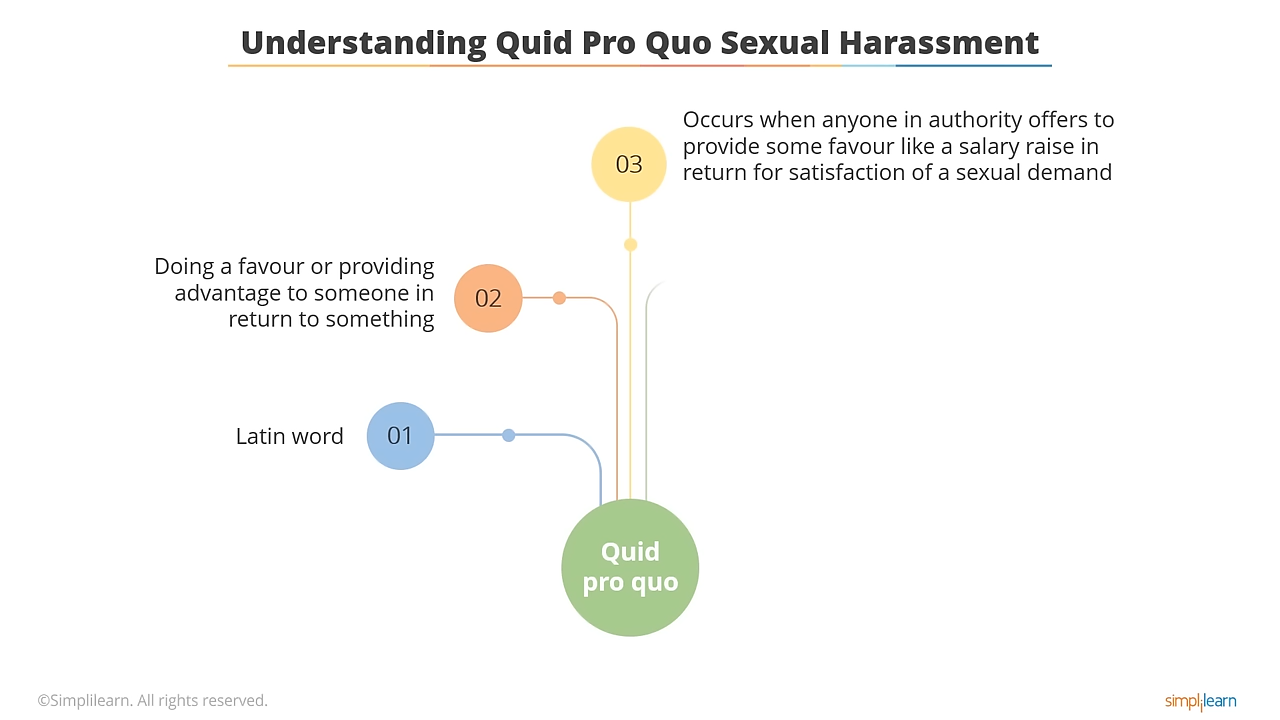 Understanding Quid Pro Quo Sexual Harassment
03
Occurs when anyone in authority offers to
provide some favour like a salary raise in
return for satisfaction of a sexual demand
Doing a favour or providing
advantage to someone in
return to something
02
Latin word
01
Quid
pro quo
©Simplilearn. All rights reserved.
simplilearn